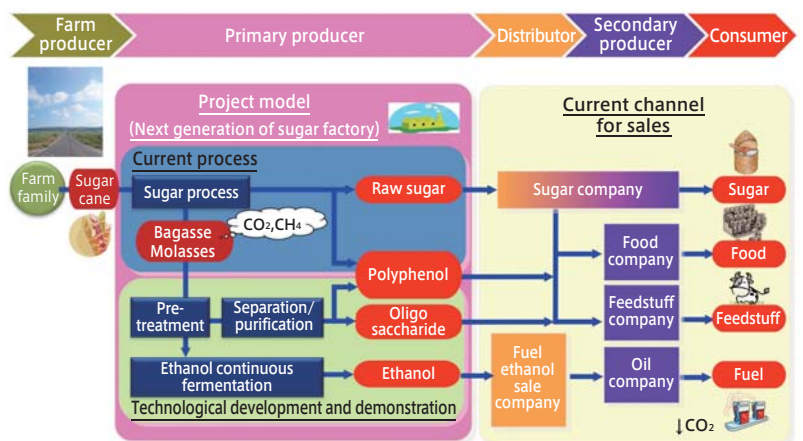 Farm
producer
Primary producer
Distributor
Secondary
producer
Consumer
Project model
(Next generation of sugar factory)
Current channel
for sales
Current process
Farm
family
Sugar
cane
Sugar process
Raw sugar
Sugar company
Sugar
Bagasse
Molasses
CO2,CH4
Food
company
Food
Polyphenol
Pre-
treatment
Separation/
purification
Oligo
saccharide
Feedstuff
company
Feedstuff
Ethanol continuous
fermentation
Ethanol
Fuel
ethanol
sale
company
Oil
company
Fuel
Technological development and demonstration
↓CO2